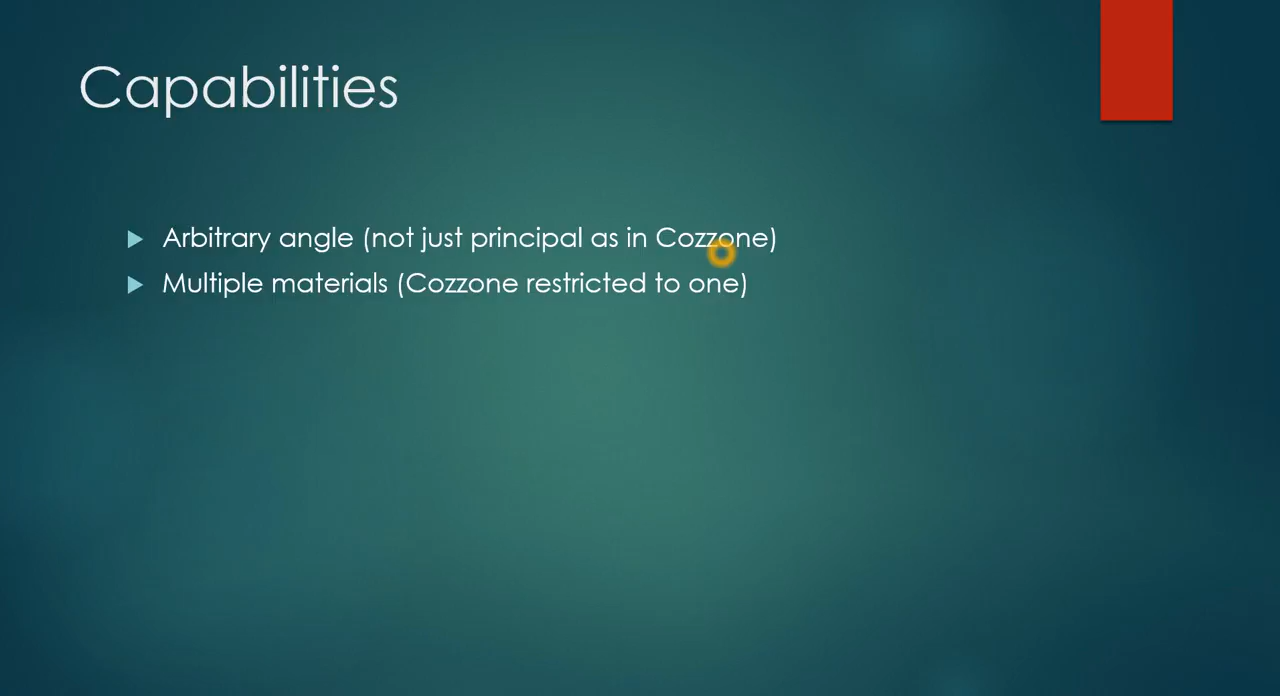 Capabilities
Arbitrary angle (not just principal as in Cozzone)
Multiple materials (Cozzone restricted to one)